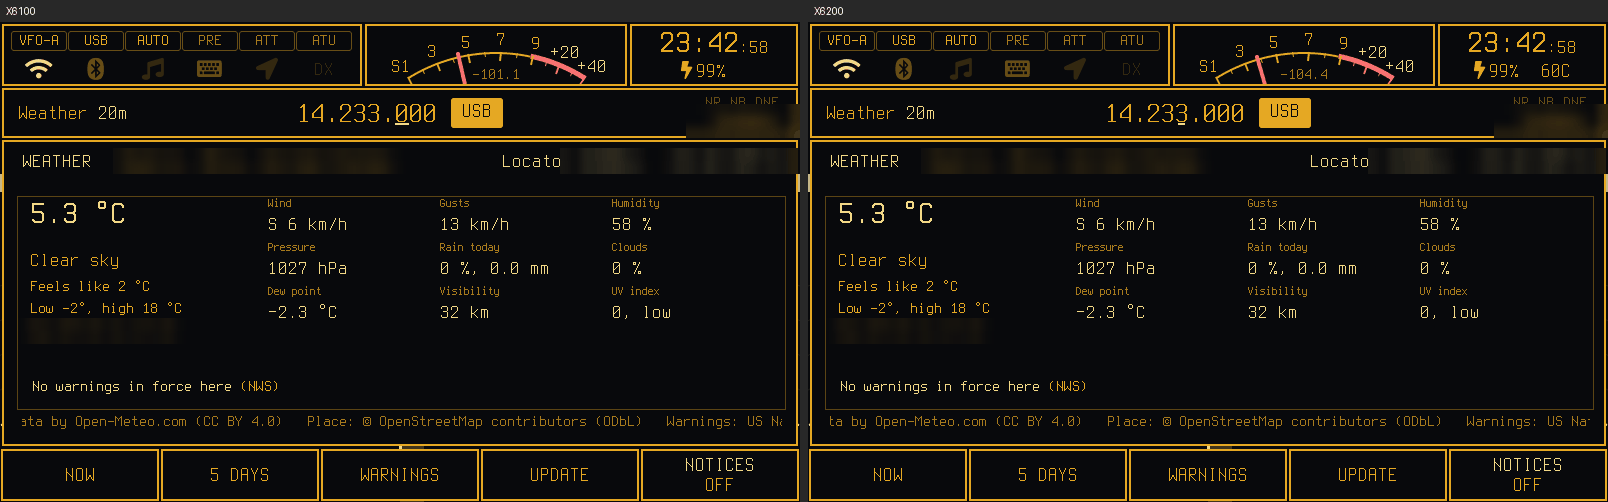 X6100
VFO-A USB AUTO PRE ATT ATU
DX
S1 3 5 7 9 +20 +40
-101.1
23:42:58
99%
Weather 20m 14.233.000 USB
NR NB DNF
WEATHER Locato
5.3 °C
Clear sky
Feels like 2 °C
Low -2°, high 18 °C
Wind Gusts Humidity
S 6 km/h 13 km/h 58 %
Pressure Rain today Clouds
1027 hPa 0 %, 0.0 mm 0 %
Dew point Visibility UV index
-2.3 °C 32 km 0, low
No warnings in force here (NWS)
ata by Open-Meteo.com (CC BY 4.0) Place: © OpenStreetMap contributors (ODbL) Warnings: US Na
NOW 5 DAYS WARNINGS UPDATE NOTICES
OFF
X6200
VFO-A USB AUTO PRE ATT ATU
DX
S1 3 5 7 9 +20 +40
-104.4
23:42:58
99% 60C
Weather 20m 14.233.000 USB
NR NB DNF
WEATHER Locato
5.3 °C
Clear sky
Feels like 2 °C
Low -2°, high 18 °C
Wind Gusts Humidity
S 6 km/h 13 km/h 58 %
Pressure Rain today Clouds
1027 hPa 0 %, 0.0 mm 0 %
Dew point Visibility UV index
-2.3 °C 32 km 0, low
No warnings in force here (NWS)
ta by Open-Meteo.com (CC BY 4.0) Place: © OpenStreetMap contributors (ODbL) Warnings: US Na
NOW 5 DAYS WARNINGS UPDATE NOTICES
OFF